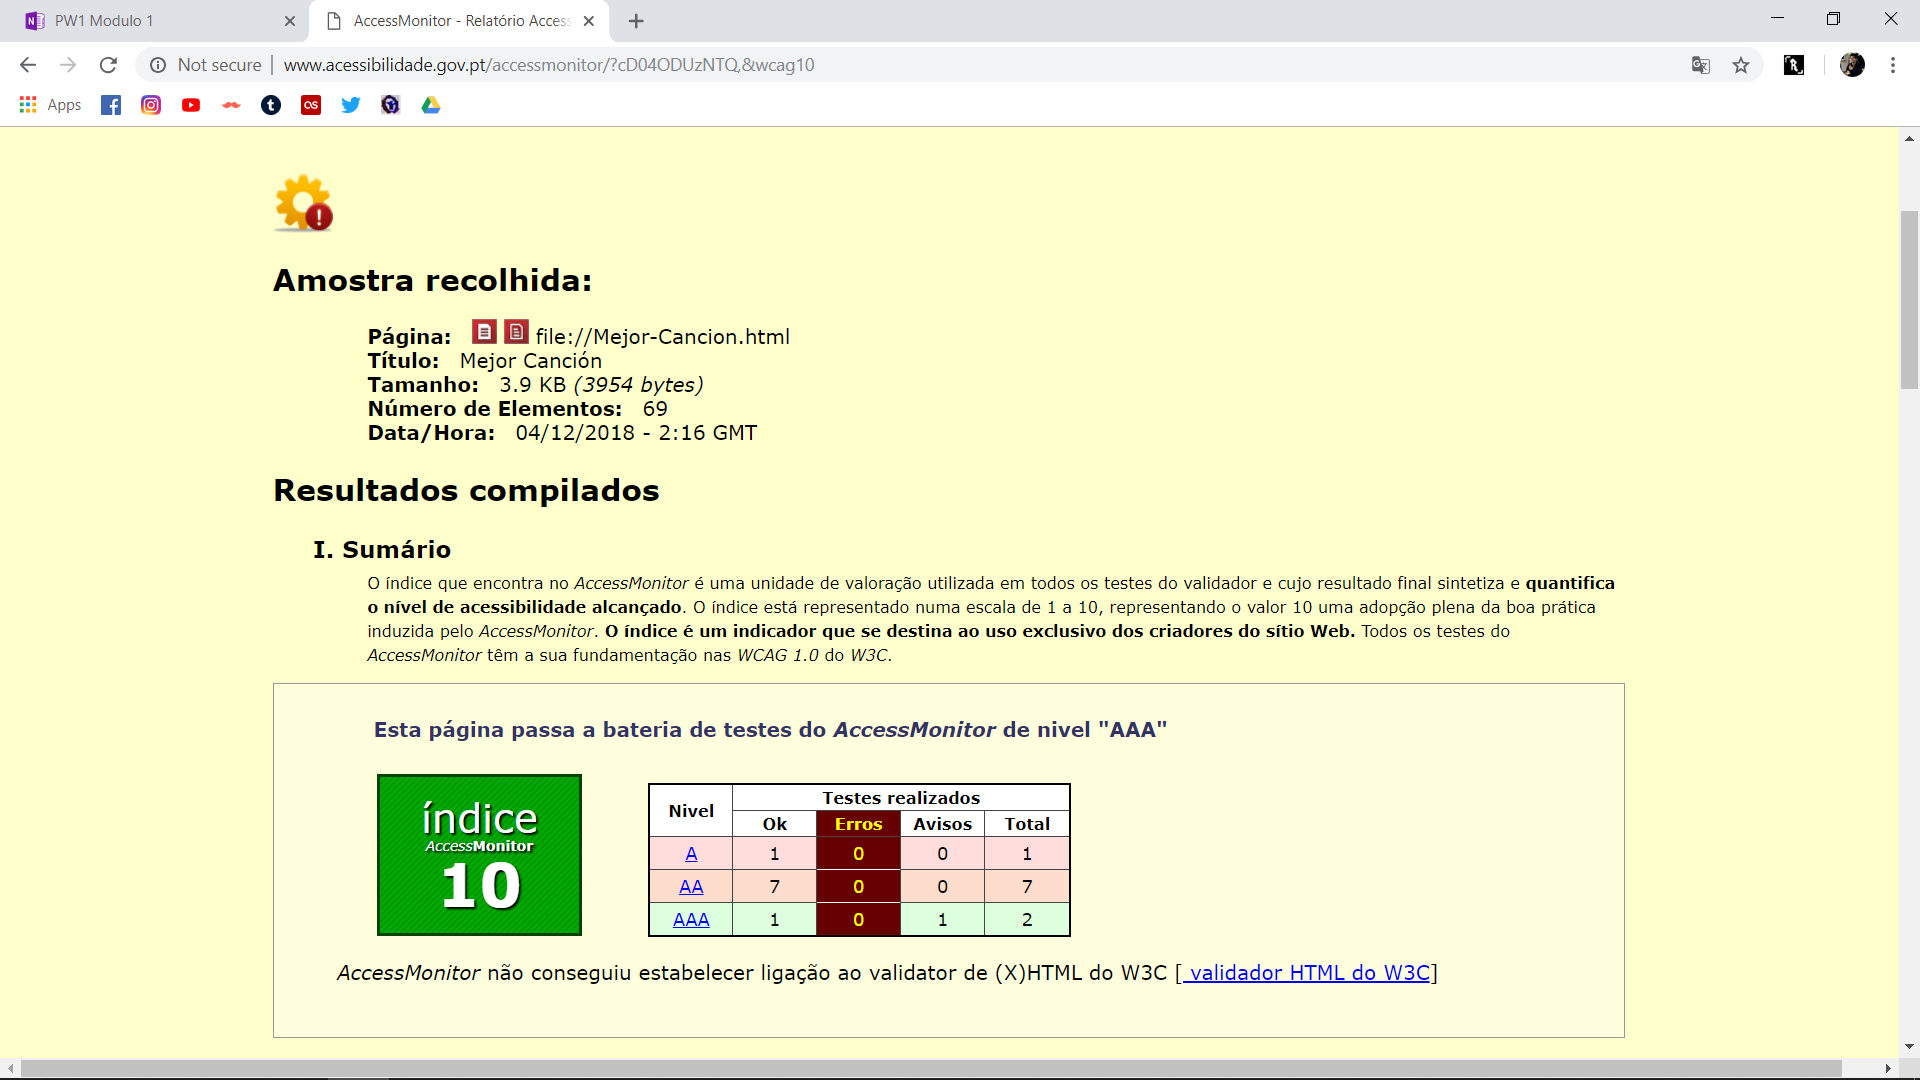 PW1 Modulo 1
AccessMonitor - Relatório Access
Not secure | www.acessibilidade.gov.pt/accessmonitor/?cD04ODUzNTQ,&wcag10
Apps
Amostra recolhida:
Página: file://Mejor-Cancion.html
Título: Mejor Canción
Tamanho: 3.9 KB (3954 bytes)
Número de Elementos: 69
Data/Hora: 04/12/2018 - 2:16 GMT
Resultados compilados
I. Sumário
O índice que encontra no AccessMonitor é uma unidade de valoração utilizada em todos os testes do validador e cujo resultado final sintetiza e quantifica
o nível de acessibilidade alcançado. O índice está representado numa escala de 1 a 10, representando o valor 10 uma adopção plena da boa prática
induzida pelo AccessMonitor. O índice é um indicador que se destina ao uso exclusivo dos criadores do sítio Web. Todos os testes do
AccessMonitor têm a sua fundamentação nas WCAG 1.0 do W3C.
Esta página passa a bateria de testes do AccessMonitor de nivel "AAA"
índice
AccessMonitor
10
Nivel Testes realizados
Ok Erros Avisos Total
A 1 0 0 1
AA 7 0 0 7
AAA 1 0 1 2
AccessMonitor não conseguiu estabelecer ligação ao validator de (X)HTML do W3C [ validador HTML do W3C]